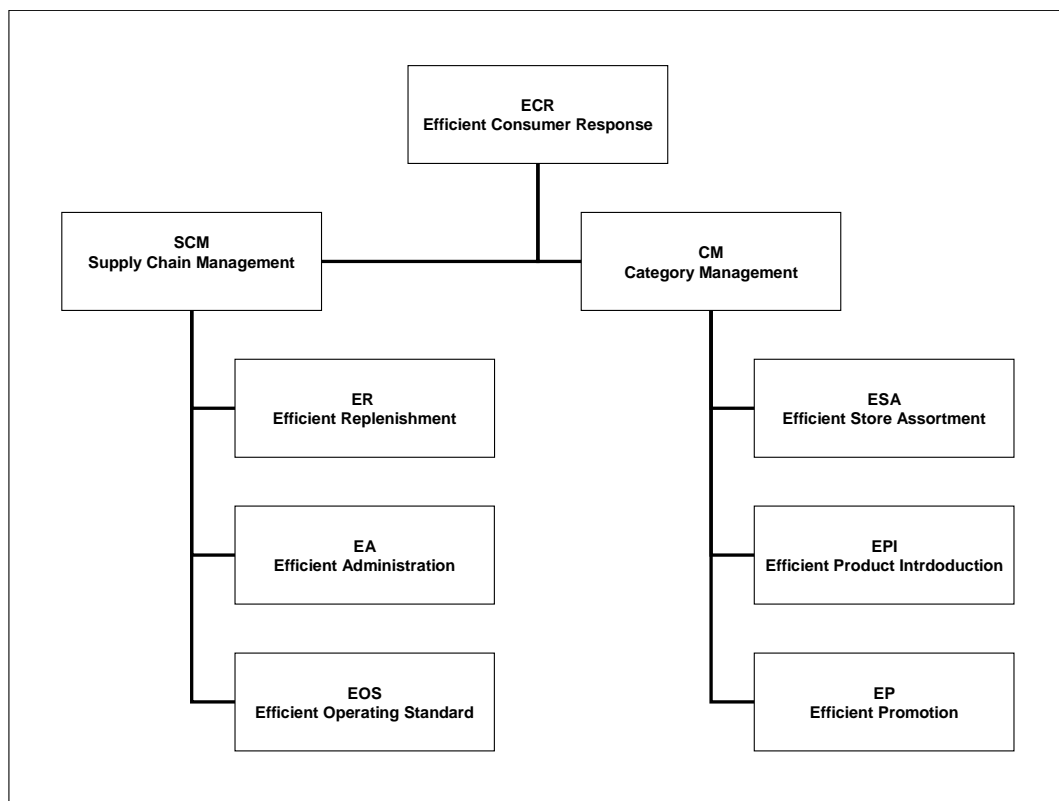 ECR
Efficient Consumer Response
SCM
Supply Chain Management
CM
Category Management
ER
Efficient Replenishment
ESA
Efficient Store Assortment
EA
Efficient Administration
EPI
Efficient Product Intrdoduction
EOS
Efficient Operating Standard
EP
Efficient Promotion